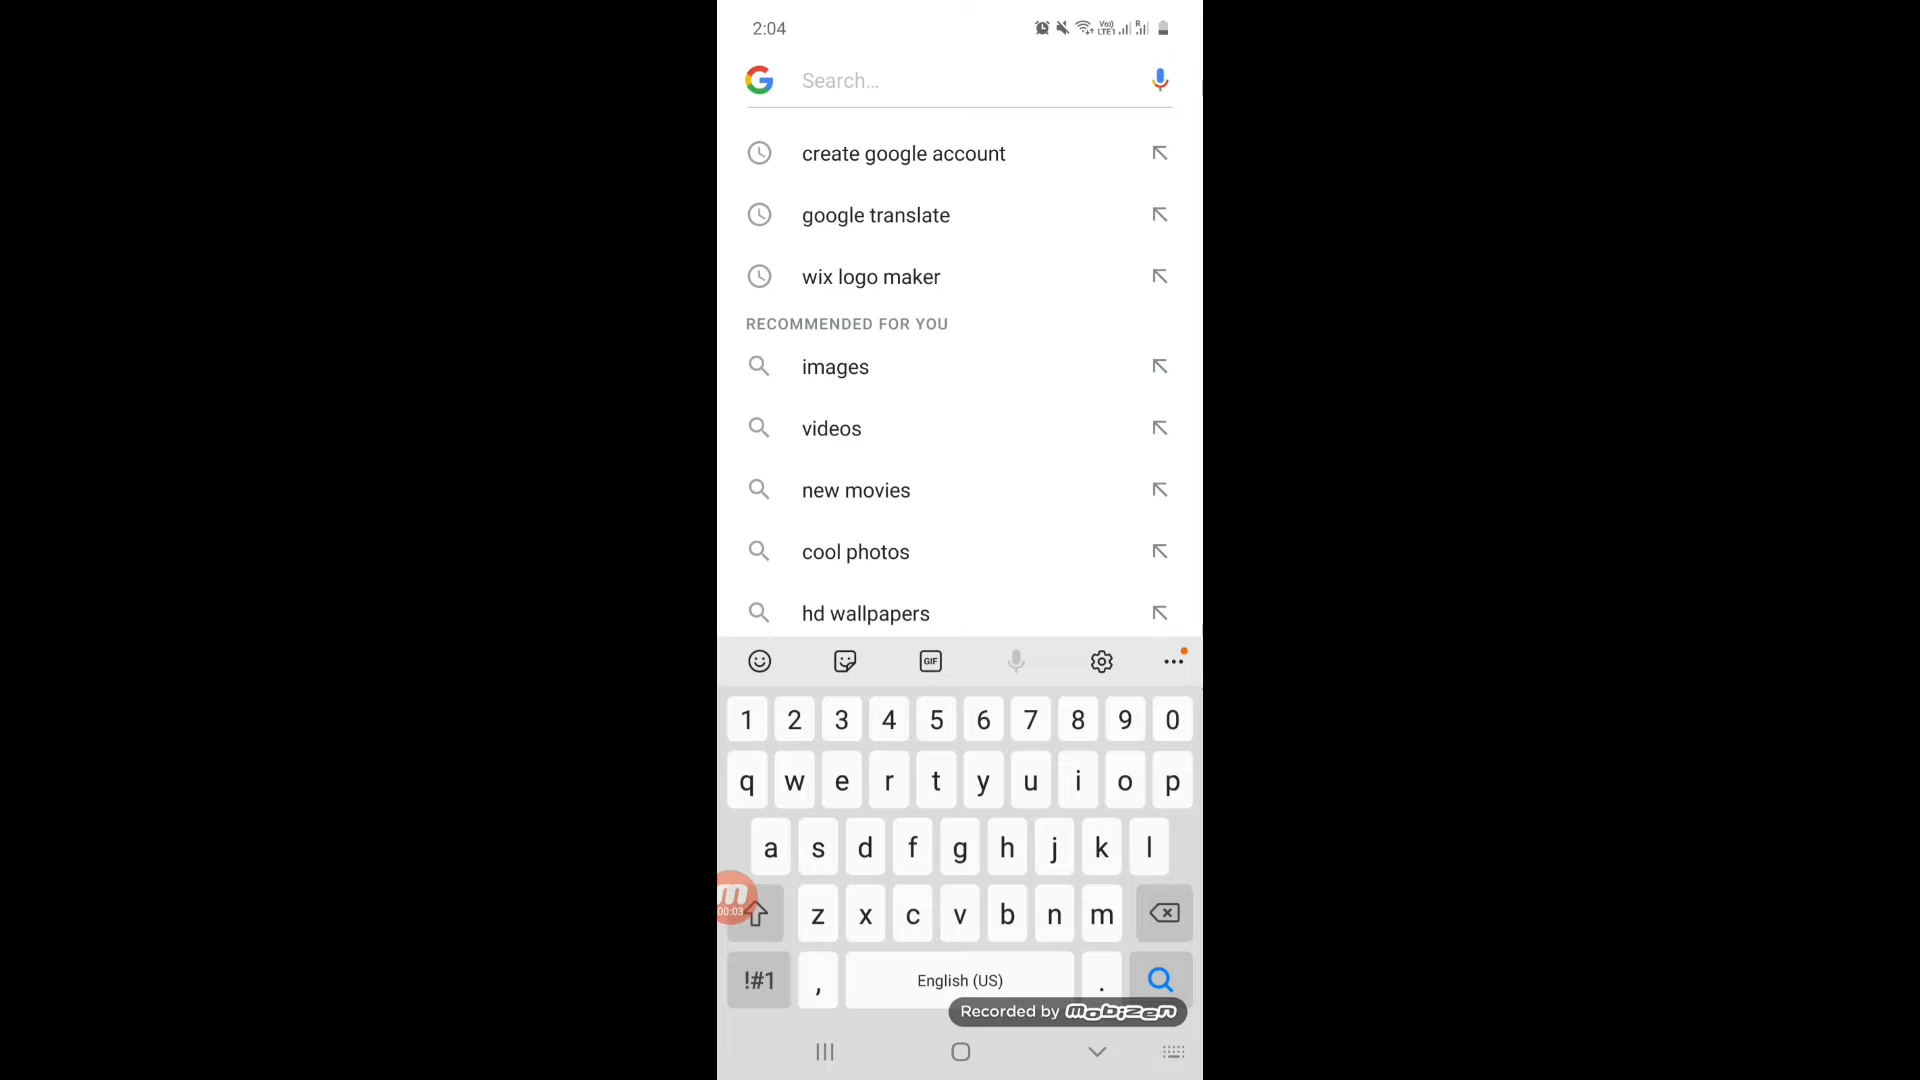 2:04
Vo)) LTE1 R
G Search...
create google account
google translate
wix logo maker
RECOMMENDED FOR YOU
images
videos
new movies
cool photos
hd wallpapers
GIF
1 2 3 4 5 6 7 8 9 0
q w e r t y u i o p
a s d f g h j k l
m
00:03
z x c v b n m
!#1 , English (US) .
Recorded by mobizen